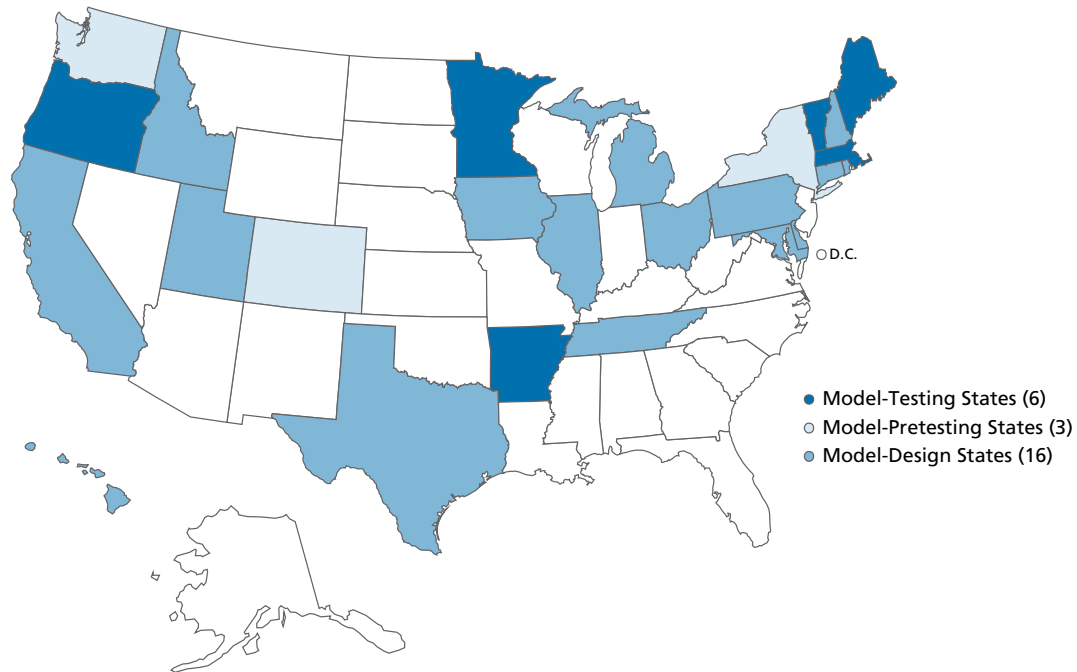 D.C.
Model-Testing States (6)
Model-Pretesting States (3)
Model-Design States (16)